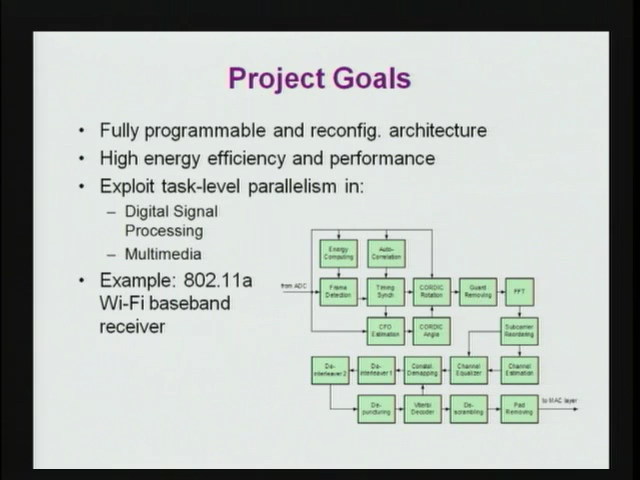 Project Goals
• Fully programmable and reconfig. architecture
• High energy efficiency and performance
• Exploit task-level parallelism in:
– Digital Signal
Processing
– Multimedia
• Example: 802.11a
Wi-Fi baseband
receiver
from ADC
Energy
Computing
Auto-
Correlation
Frame
Detection
Timing
Synch
CORDIC
Rotation
Guard
Removing
FFT
CFO
Estimation
CORDIC
Angle
Subcarrier
Reordering
De-
interleaver 2
De-
interleaver 1
Constel.
Demapping
Channel
Equalizer
Channel
Estimation
De-
puncturing
Viterbi
Decoder
De-
scrambling
Pad
Removing
to MAC layer